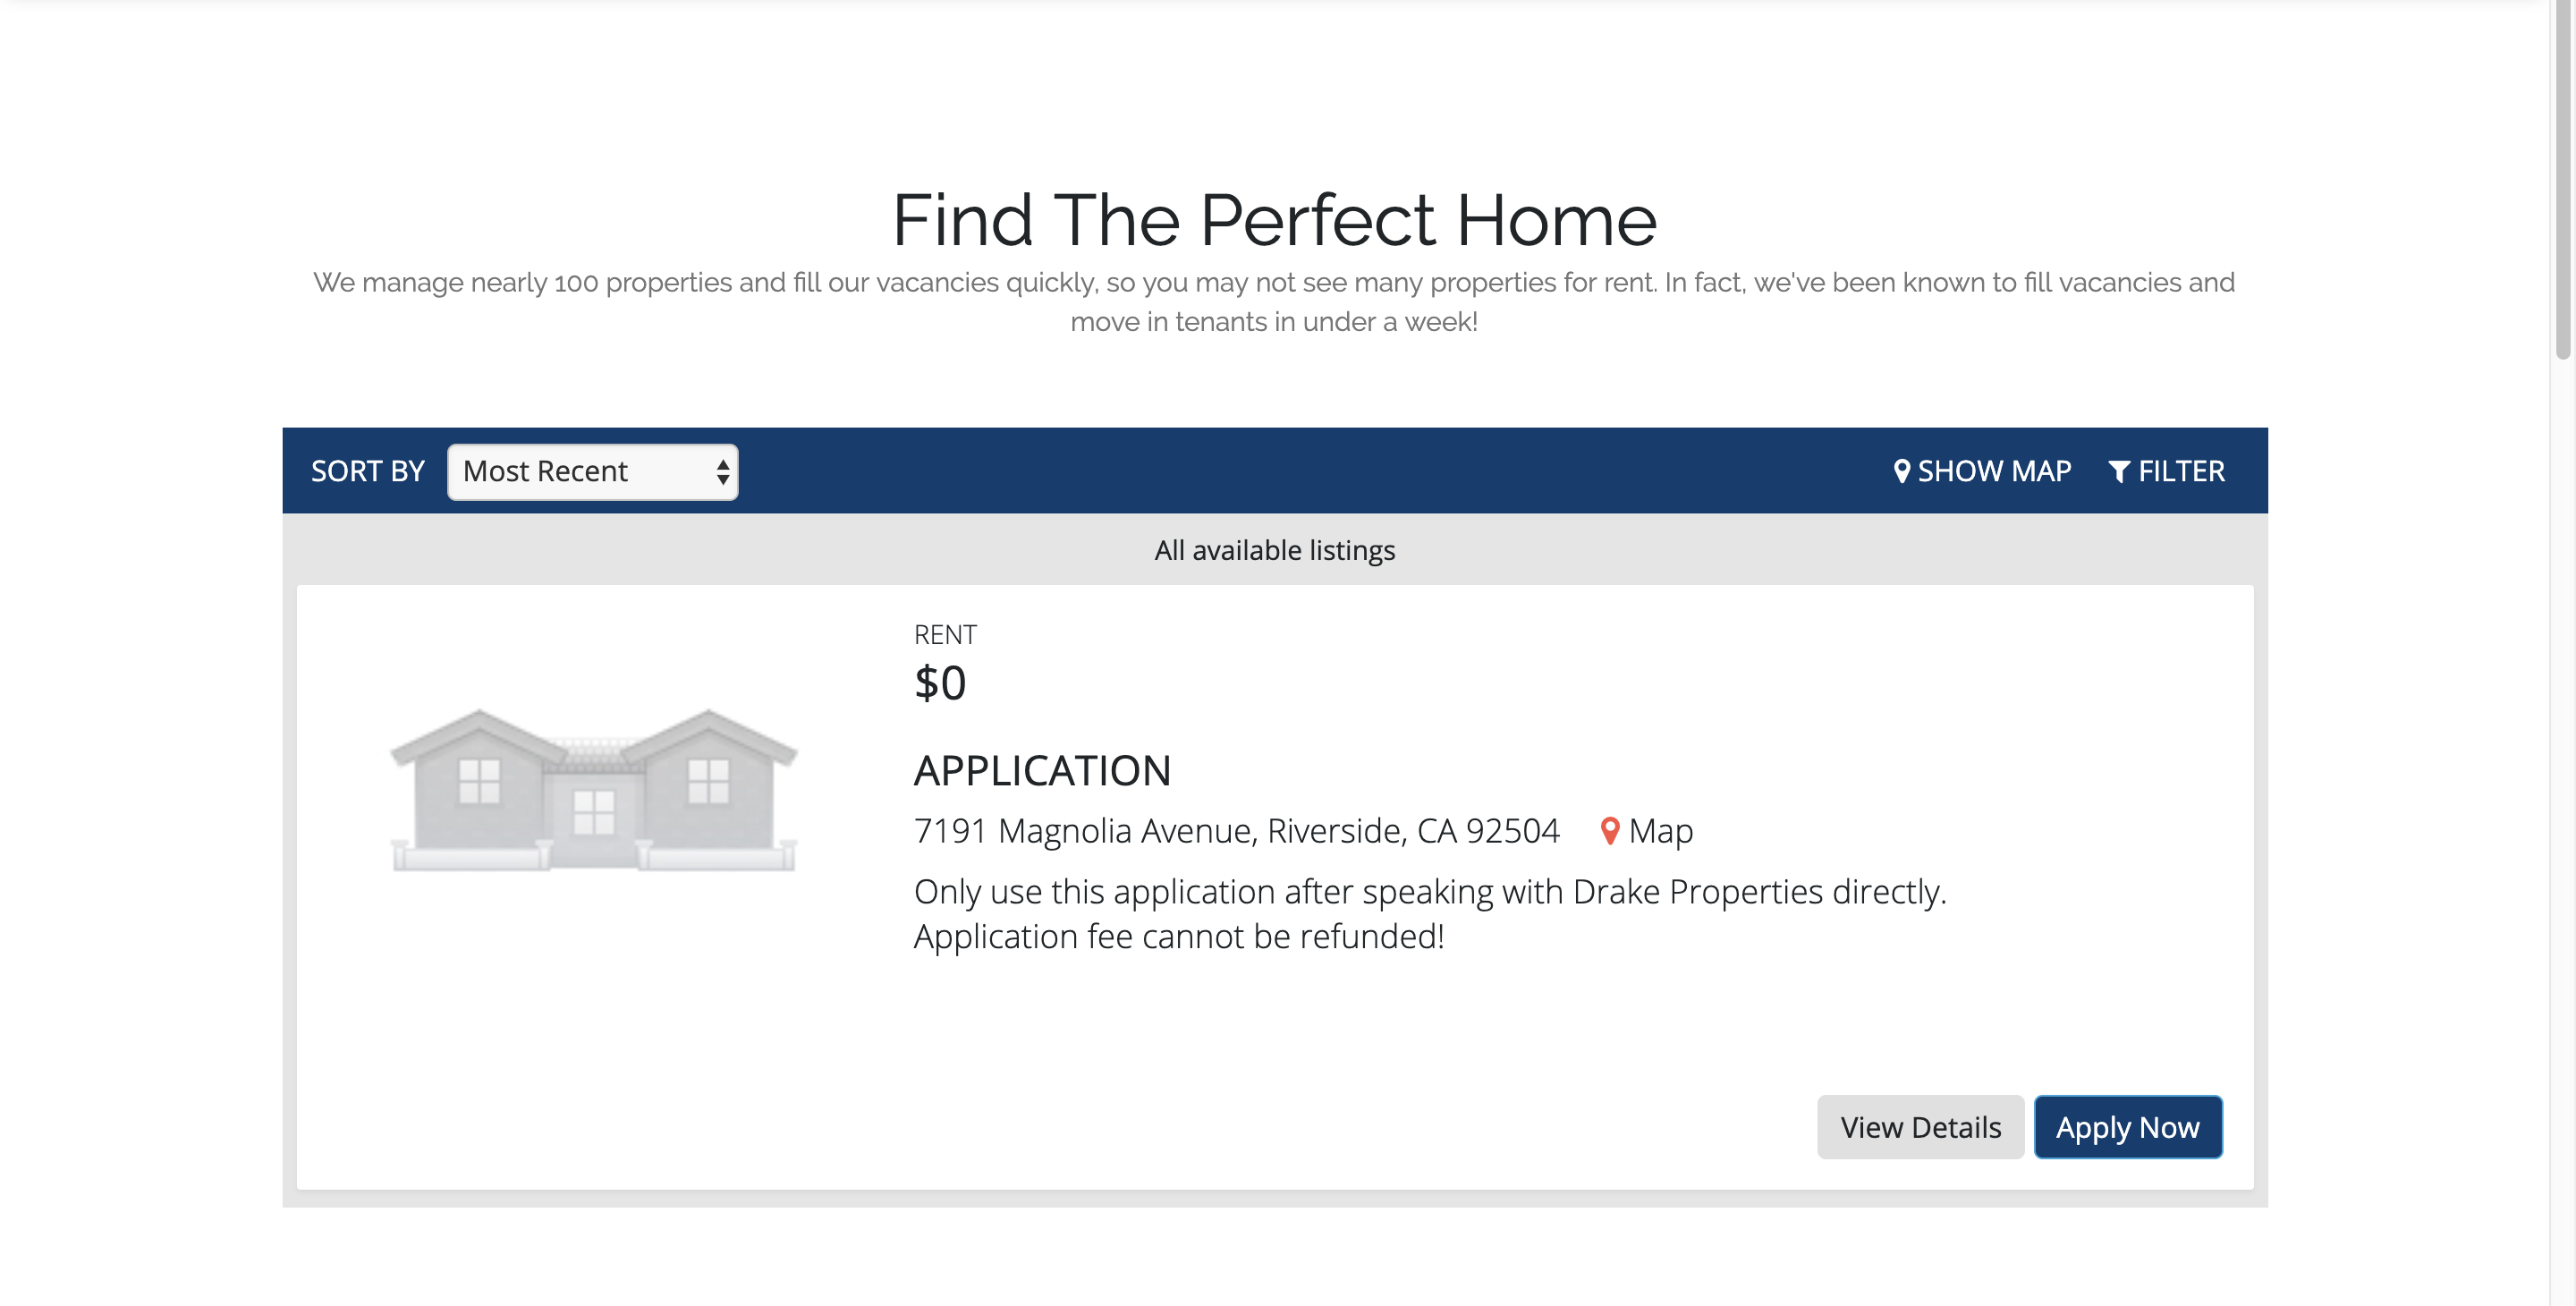 Find The Perfect Home
We manage nearly 100 properties and fill our vacancies quickly, so you may not see many properties for rent. In fact, we've been known to fill vacancies and
move in tenants in under a week!
SORT BY Most Recent SHOW MAP FILTER
All available listings
RENT
$0
APPLICATION
7191 Magnolia Avenue, Riverside, CA 92504 Map
Only use this application after speaking with Drake Properties directly.
Application fee cannot be refunded!
View Details Apply Now